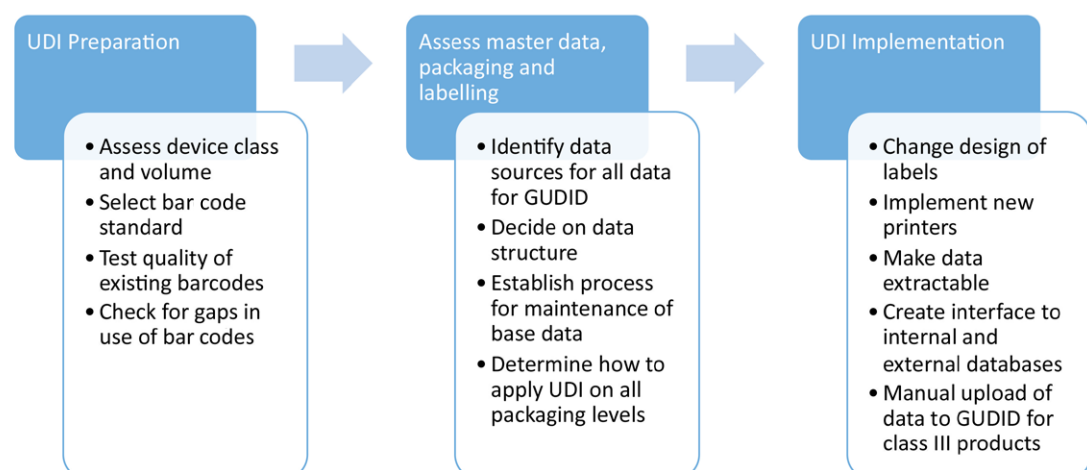 UDI Preparation
• Assess device class
and volume
• Select bar code
standard
• Test quality of
existing barcodes
• Check for gaps in
use of bar codes
Assess master data,
packaging and
labelling
• Identify data
sources for all data
for GUDID
• Decide on data
structure
• Establish process
for maintenance of
base data
• Determine how to
apply UDI on all
packaging levels
UDI Implementation
• Change design of
labels
• Implement new
printers
• Make data
extractable
• Create interface to
internal and
external databases
• Manual upload of
data to GUDID for
class III products